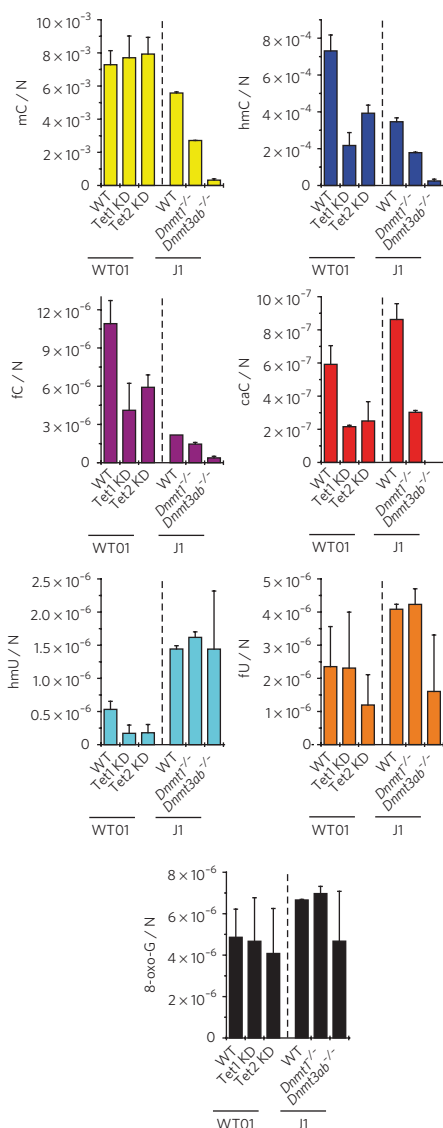 mC / N
10 × 10⁻³
8 × 10⁻³
6 × 10⁻³
4 × 10⁻³
2 × 10⁻³
0
WT
Tet1 KD
Tet2 KD
WT
Dnmt1⁻/⁻
Dnmt3ab⁻/⁻
WT01
J1
hmC / N
8 × 10⁻⁴
6 × 10⁻⁴
4 × 10⁻⁴
2 × 10⁻⁴
0
WT
Tet1 KD
Tet2 KD
WT
Dnmt1⁻/⁻
Dnmt3ab⁻/⁻
WT01
J1
fC / N
12 × 10⁻⁶
9 × 10⁻⁶
6 × 10⁻⁶
3 × 10⁻⁶
0
WT
Tet1 KD
Tet2 KD
WT
Dnmt1⁻/⁻
Dnmt3ab⁻/⁻
WT01
J1
caC / N
10 × 10⁻⁷
8 × 10⁻⁷
6 × 10⁻⁷
4 × 10⁻⁷
2 × 10⁻⁷
0
WT
Tet1 KD
Tet2 KD
WT
Dnmt1⁻/⁻
Dnmt3ab⁻/⁻
WT01
J1
hmU / N
2.5 × 10⁻⁶
2.0 × 10⁻⁶
1.5 × 10⁻⁶
1.0 × 10⁻⁶
0.5 × 10⁻⁶
0
WT
Tet1 KD
Tet2 KD
WT
Dnmt1⁻/⁻
Dnmt3ab⁻/⁻
WT01
J1
fU / N
6 × 10⁻⁶
5 × 10⁻⁶
4 × 10⁻⁶
3 × 10⁻⁶
2 × 10⁻⁶
1 × 10⁻⁶
0
WT
Tet1 KD
Tet2 KD
WT
Dnmt1⁻/⁻
Dnmt3ab⁻/⁻
WT01
J1
8-oxo-G / N
8 × 10⁻⁶
6 × 10⁻⁶
4 × 10⁻⁶
2 × 10⁻⁶
0
WT
Tet1 KD
Tet2 KD
WT
Dnmt1⁻/⁻
Dnmt3ab⁻/⁻
WT01
J1